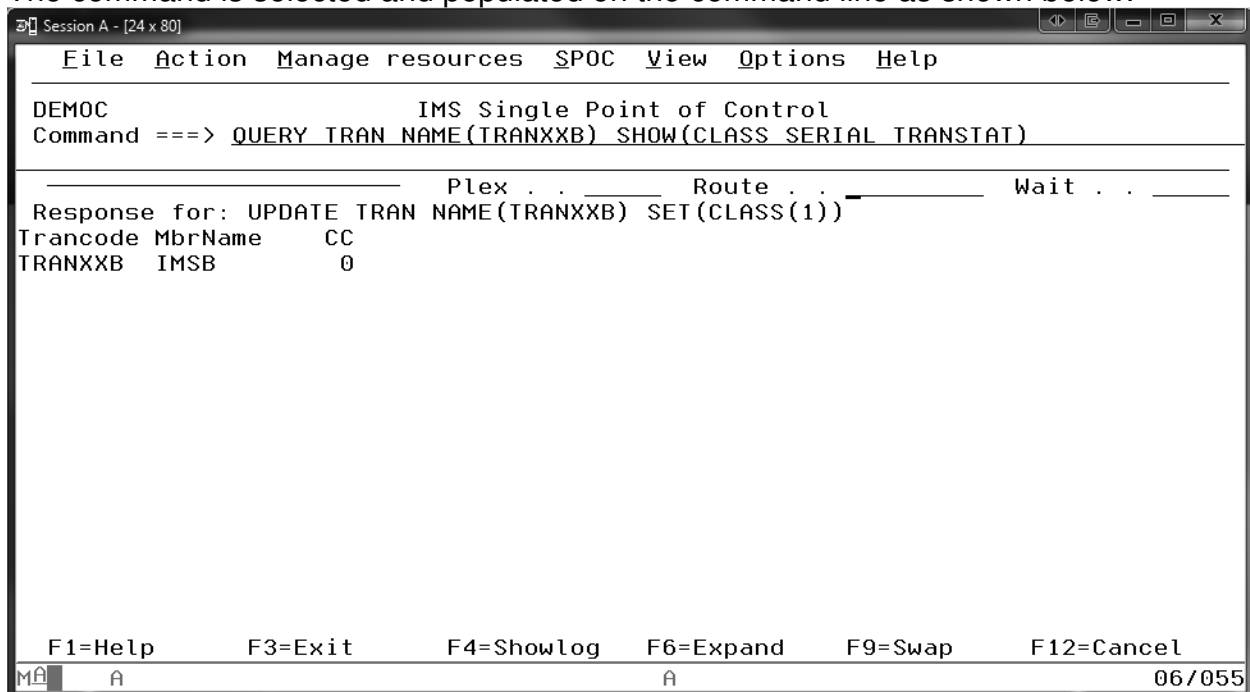 The command is selected and populated on the command line as shown below.
Session A - [24 x 80]
File Action Manage resources SPOC View Options Help
DEMOC IMS Single Point of Control
Command ===> QUERY TRAN NAME(TRANXXB) SHOW(CLASS SERIAL TRANSTAT)
Plex . . _____ Route . . _________ Wait . . _____
Response for: UPDATE TRAN NAME(TRANXXB) SET(CLASS(1))
Trancode MbrName CC
TRANXXB IMSB 0
F1=Help F3=Exit F4=Showlog F6=Expand F9=Swap F12=Cancel
MA A A 06/055